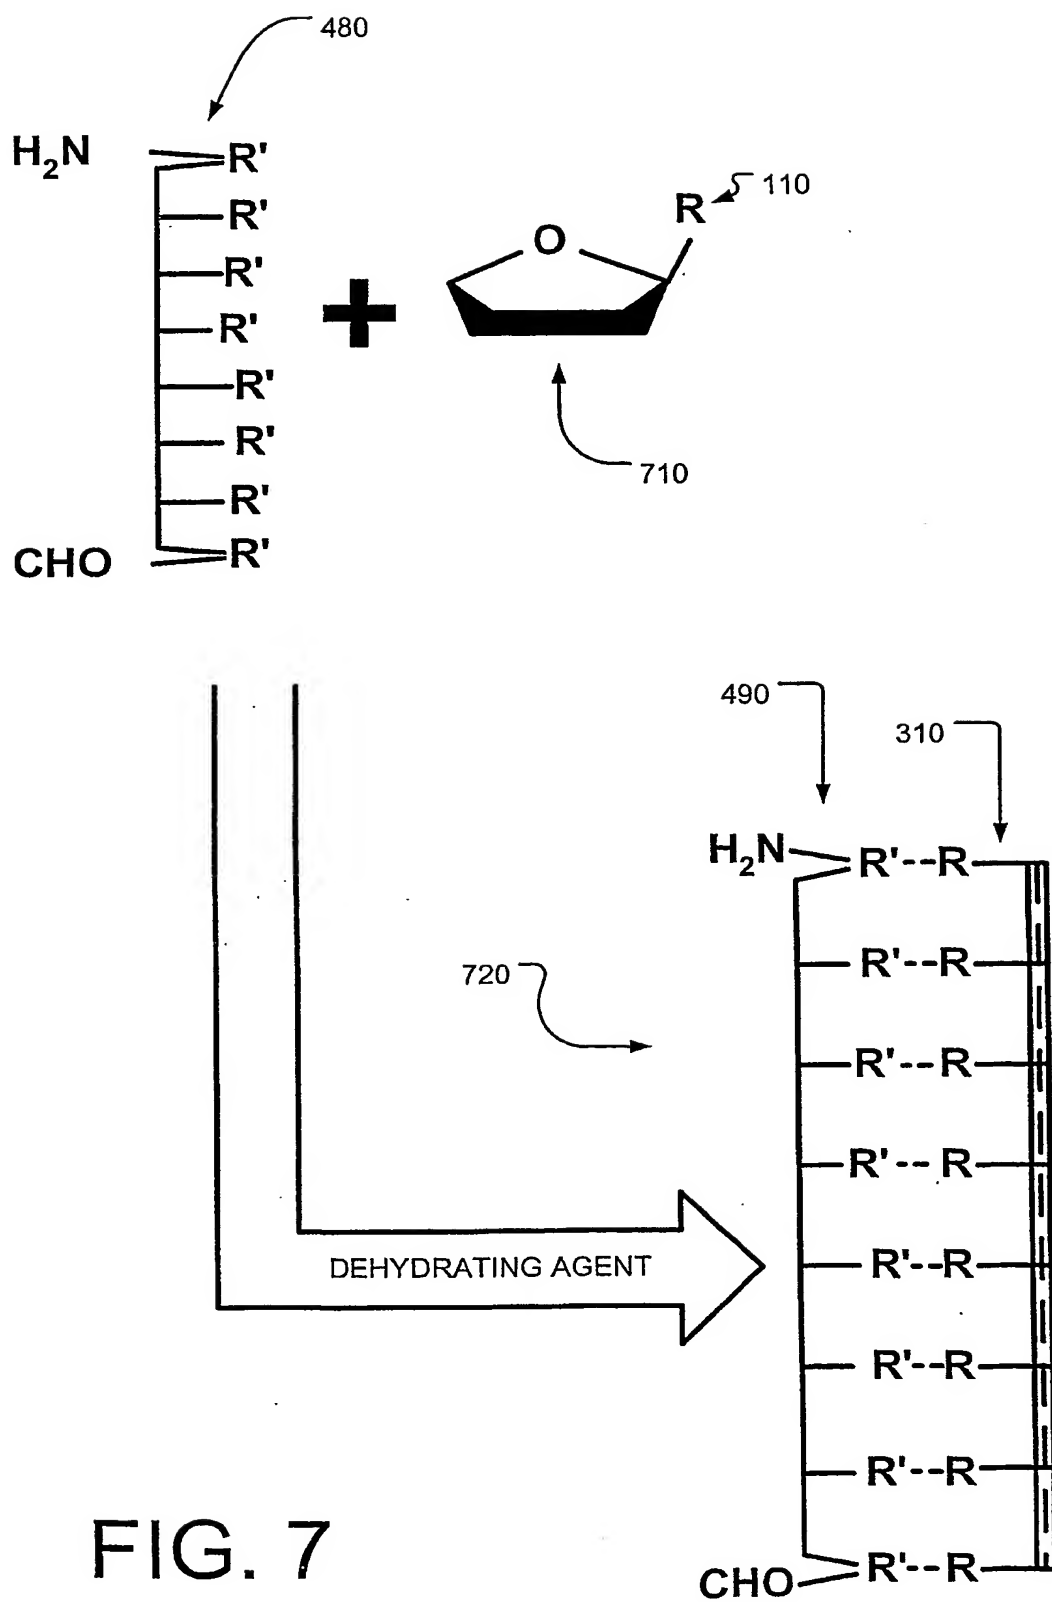 480
H₂N R'
R'
R'
R'
R'
R'
R'
CHO R'
+
O
R 110
710
490
310
H₂N R'--R
R'--R
720
R'--R
R'--R
R'--R
DEHYDRATING AGENT
R'--R
R'--R
CHO R'--R
FIG. 7